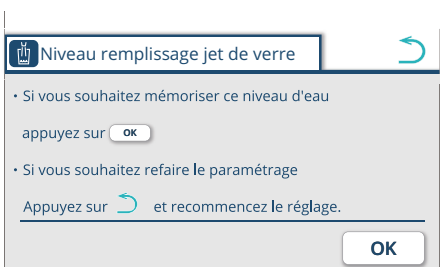 Niveau remplissage jet de verre
• Si vous souhaitez mémoriser ce niveau d'eau
appuyez sur OK
• Si vous souhaitez refaire le paramétrage
Appuyez sur et recommencez le réglage.
OK